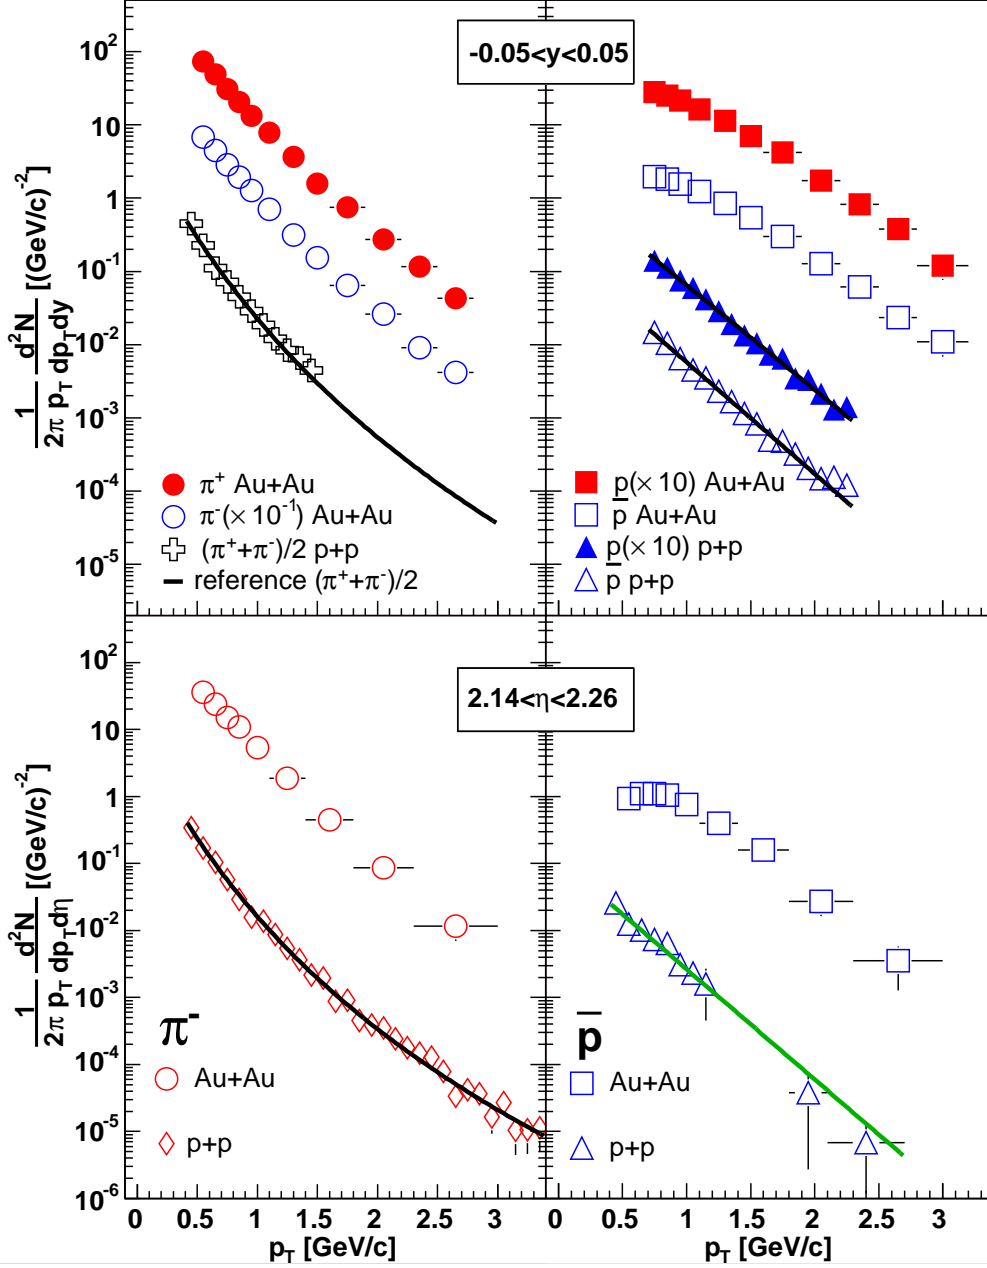 -0.05<y<0.05
10²
10
1
10⁻¹
10⁻²
10⁻³
10⁻⁴
10⁻⁵
1/2π p_T d²N/dp_T dy [(GeV/c)⁻²]
π⁺ Au+Au
π⁻(× 10⁻¹) Au+Au
(π⁺+π⁻)/2 p+p
reference (π⁺+π⁻)/2
p(× 10) Au+Au
p̅ Au+Au
p(× 10) p+p
p̅ p+p
2.14<η<2.26
10²
10
1
10⁻¹
10⁻²
10⁻³
10⁻⁴
10⁻⁵
10⁻⁶
1/2π p_T d²N/dp_T dη [(GeV/c)⁻²]
π⁻
Au+Au
p+p
p̅
Au+Au
p+p
0 0.5 1 1.5 2 2.5 3
0.5 1 1.5 2 2.5 3
p_T [GeV/c]
p_T [GeV/c]